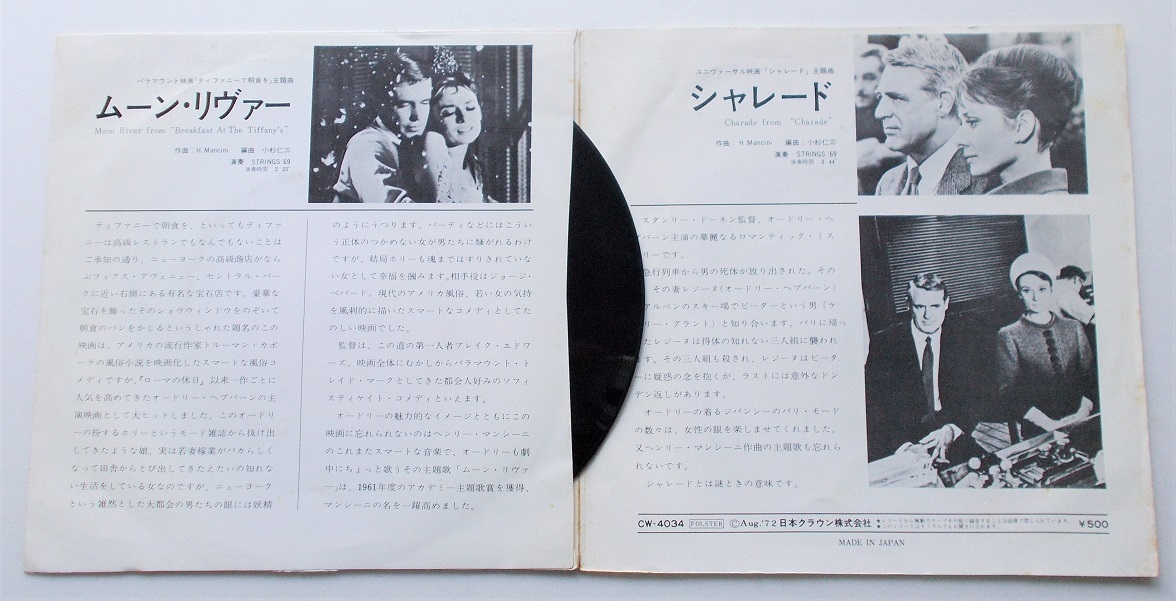 パラマウント映画「ティファニーで朝食を」主題曲
ムーン・リヴァー
Moon River from "Breakfast At The Tiffany's"
作曲:H.Mancini 編曲 小杉仁三
演奏 STRINGS '69
演奏時間 2´25˝
ティファニーで朝食を、といってもティファ
ニーは高級レストランでもなんでもないことは
ご承知の通り。ニューヨークの高級商店がなら
ぶフィクス・アヴェニュー、セントラル・パー
クに近い右側にある有名な宝石店です。豪華な
宝石を飾ったそのショウウィンドウをのぞいて
朝食のパンをかじるというしゃれた題名のこの
映画は、アメリカの流行作家トルーマン・カポ
ーテの風俗小説を映画化したスマートな風俗コ
メディですが、『ローマの休日』以来一作ごとに
人気を高めてきたオードリー・ヘプバーンの主
演映画として大ヒットしました。このオードリ
ーの扮するホリーというモード雑誌から抜け出
してきたような娘、実は若妻稼業がバカらしく
なって田舎からとび出してきたえたいの知れな
い生活をしている女なのですが、ニューヨーク
という雑然とした大都会の男たちの眼には妖精
のようにうつります。パーティなどにはこうい
う正体のつかめない女が男たちに騒がれるわけ
ですが、結局ホリーも魂まではすりきれていな
い女として幸福を掴みます。相手役はジョージ・
ペパード。現代のアメリカ風俗、若い女の気持
を風刺的に描いたスマートなコメディとしてた
のしい映画でした。
監督は、この道の第一人者ブレイク・エドワ
ーズ。映画全体にむかしからパラマウント・ト
レイド・マークとしてきた都会人好みのソフィ
スティケイト・コメディといえます。
オードリーの魅力的なイメージとともにこの
映画に忘れられないのはヘンリー・マンシーニ
のこれまたスマートな音楽で、オードリーも劇
中にちょっと歌うその主題歌「ムーン・リヴァ
ー」は、1961年度のアカデミー主題歌賞を獲得、
マンシーニの名を一躍高めました。
ユニヴァーサル映画「シャレード」主題曲
シャレード
Charade from "Charade"
作曲:H.Mancini 編曲:小杉仁三
演奏 STRINGS '69
演奏時間 2´44˝
スタンリー・ドーネン監督、オードリー・ヘ
バーン主演の華麗なるロマンティック・ミス
リーです。
急行列車から男の死体が放り出された。その
その妻レジーヌ(オードリー・ヘプバーン)
アルペンのスキー場でピーターという男(ケ
リー・グラント)と知り合います。パリに帰っ
たレジーヌは得体の知れない三人組に襲われ
ます。その三人組も殺され、レジーヌはピータ
ーに疑惑の念を抱くが、ラストには意外なドン
デン返しがあります。
オードリーの着るジバンシーのパリ・モード
の数々は、女性の眼を楽しませてくれました。
又ヘンリー・マンシーニ作曲の主題歌も忘れら
れないです。
シャレードとは謎ときの意味です。
CW-4034 FOLSTER ⒸAug.'72日本クラウン株式会社
¥500
MADE IN JAPAN